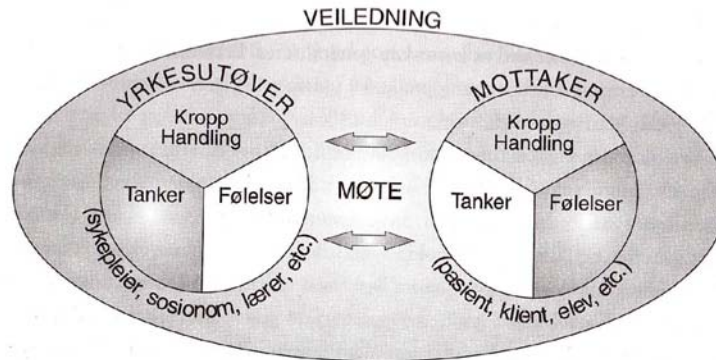 VEILEDNING
YRKESUTØVER
Kropp
Handling
Tanker
Følelser
(sykepleier, sosionom, lærer, etc.)
MØTE
MOTTAKER
Kropp
Handling
Tanker
Følelser
(pasient, klient, elev, etc.)